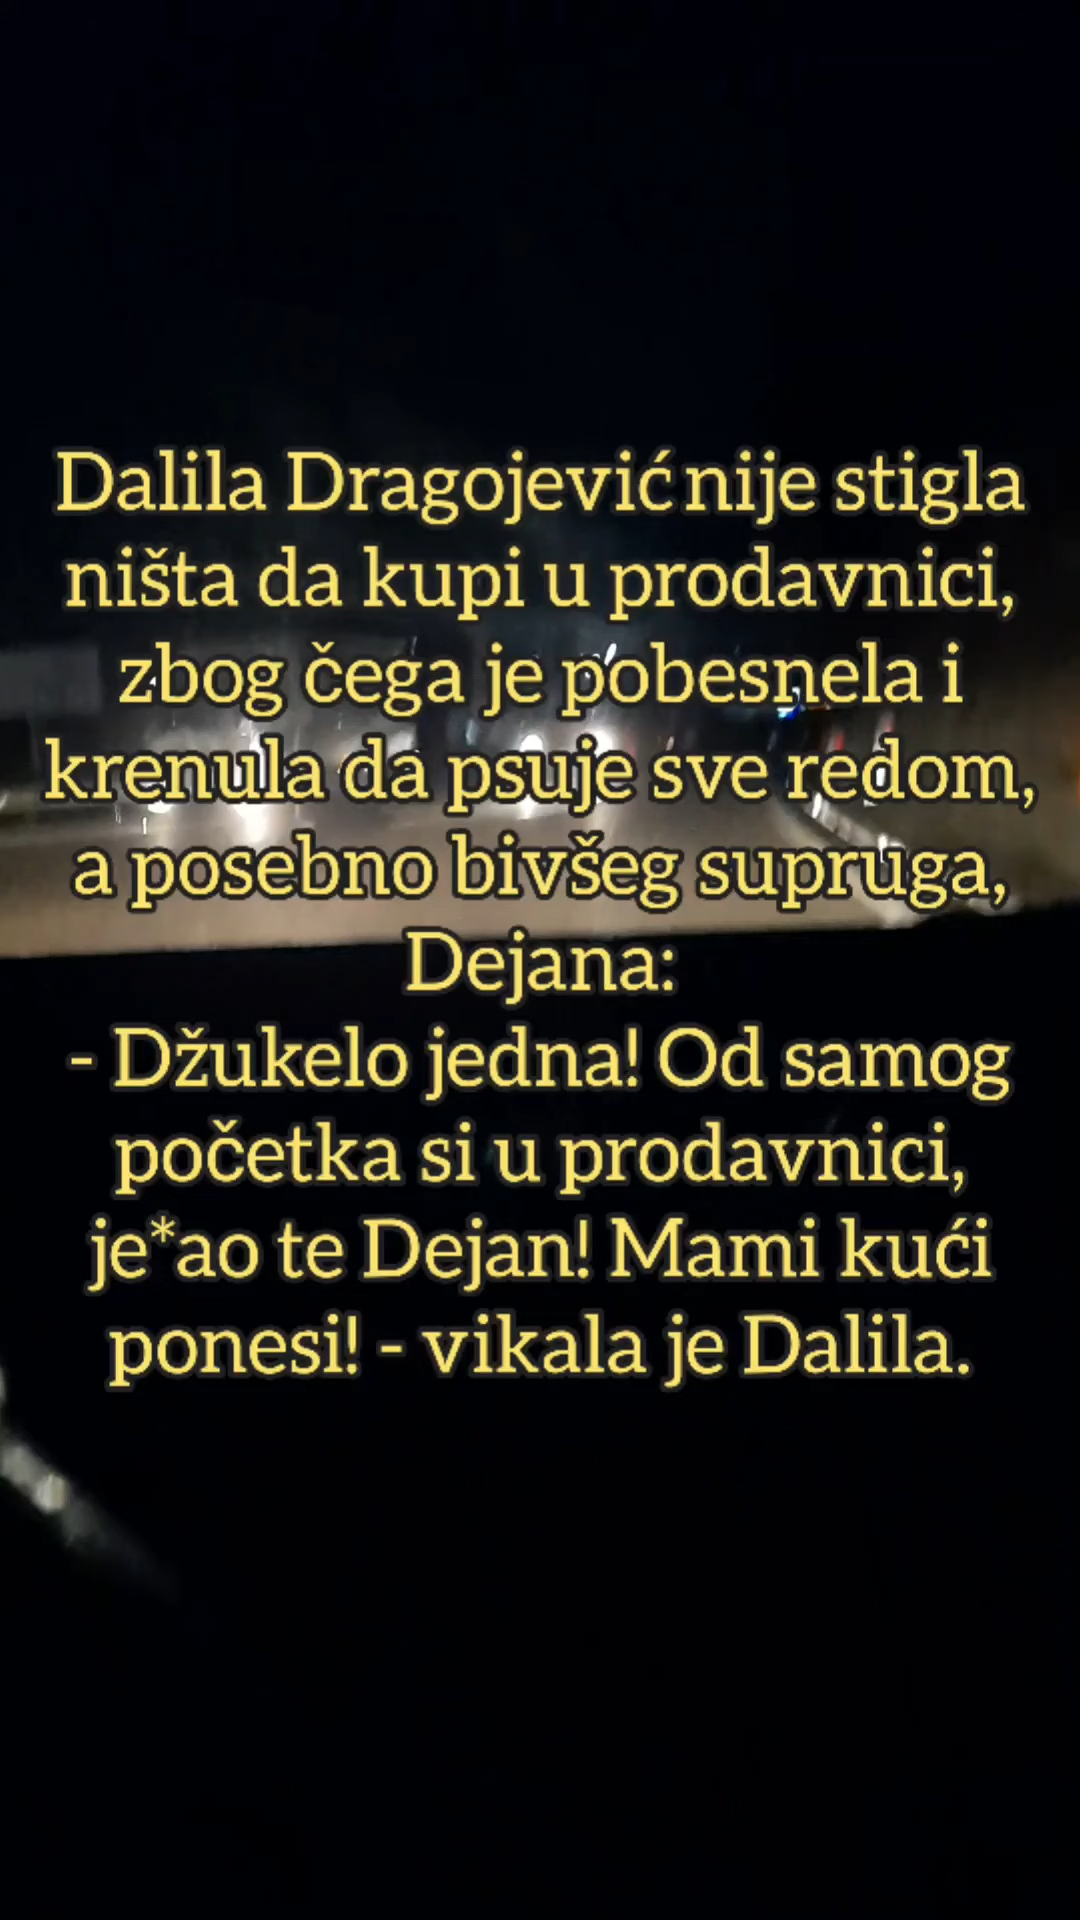 Dalila Dragojević nije stigla
ništa da kupi u prodavnici,
zbog čega je pobesnela i
krenula da psuje sve redom,
a posebno bivšeg supruga,
Dejana:
- Džukelo jedna! Od samog
početka si u prodavnici,
je*ao te Dejan! Mami kući
ponesi! - vikala je Dalila.